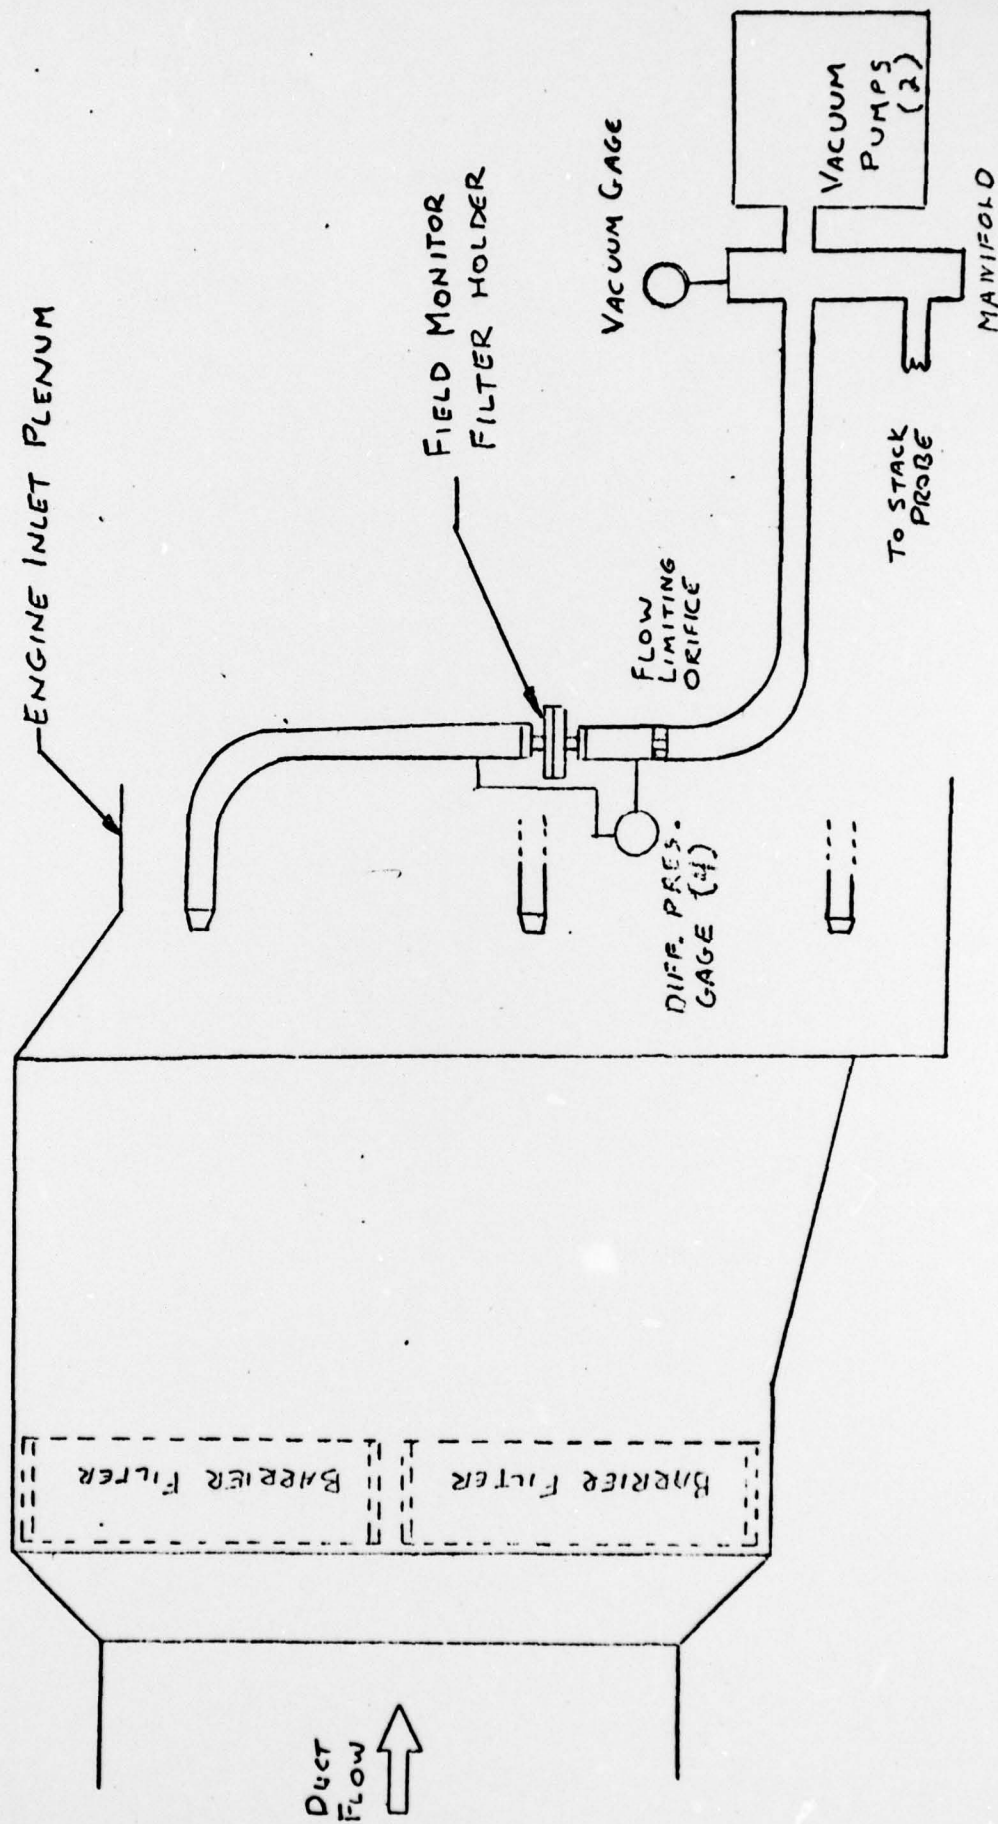 ENGINE INLET PLENUM
FIELD MONITOR
FILTER HOLDER
VACUUM GAGE
VACUUM
PUMPS
(2)
MANIFOLD
TO STACK
PROBE
FLOW
LIMITING
ORIFICE
DIFF. PRES.
GAGE (4)
BARRIER FILTER
BARRIER FILTER
DUCT
FLOW